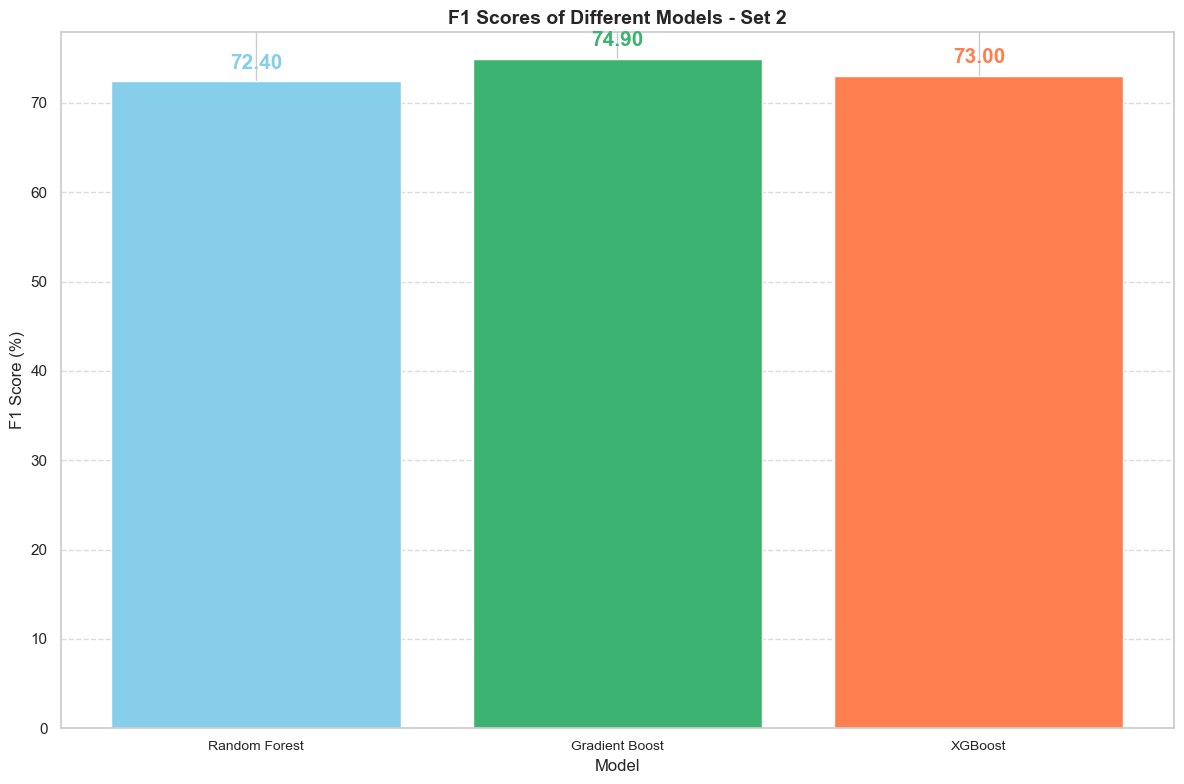 F1 Scores of Different Models - Set 2
72.40
74.90
73.00
70
60
50
40
30
20
10
0
F1 Score (%)
Random Forest
Gradient Boost
XGBoost
Model